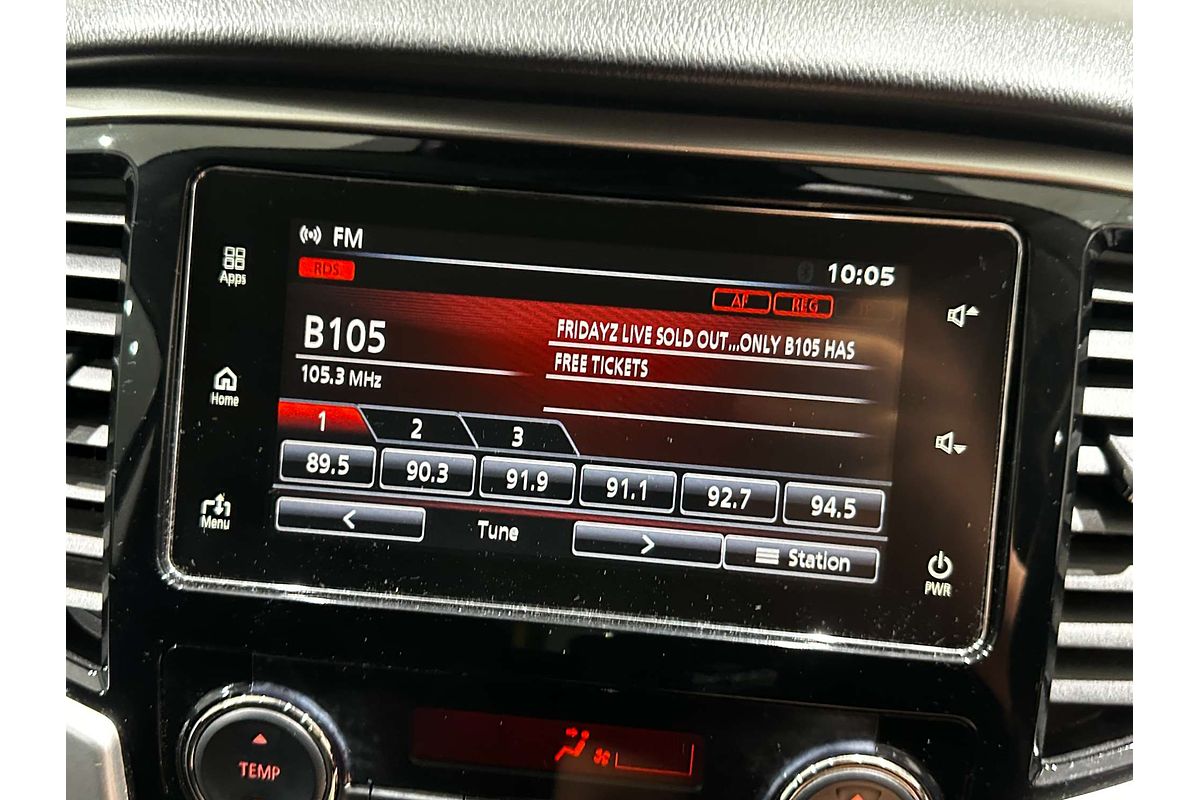 FM
10:05
RDS
AF REG
Apps
B105
FRIDAYZ LIVE SOLD OUT...ONLY B105 HAS
FREE TICKETS
105.3 MHz
Home
1 2 3
89.5 90.3 91.9 91.1 92.7 94.5
Menu
< Tune > Station
PWR
TEMP